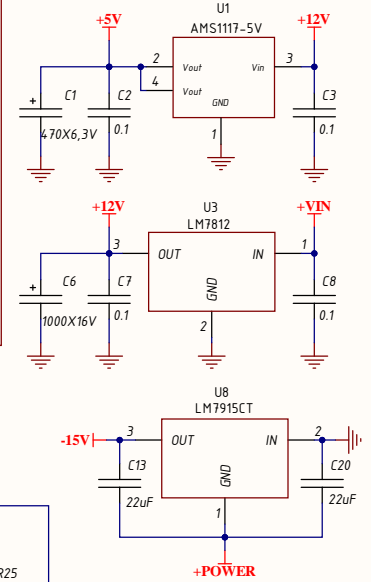 U1
+5V
AMS1117-5V
+12V
2
Vout
Vin
3
4
Vout
GND
C1
C2
C3
470X6,3V
0.1
0.1
1
U3
+12V
LM7812
+VIN
3
OUT
IN
1
GND
C6
C7
C8
1000X16V
0.1
0.1
2
U8
LM7915CT
-15V
3
OUT
IN
2
GND
C13
C20
22uF
22uF
1
+POWER
R25